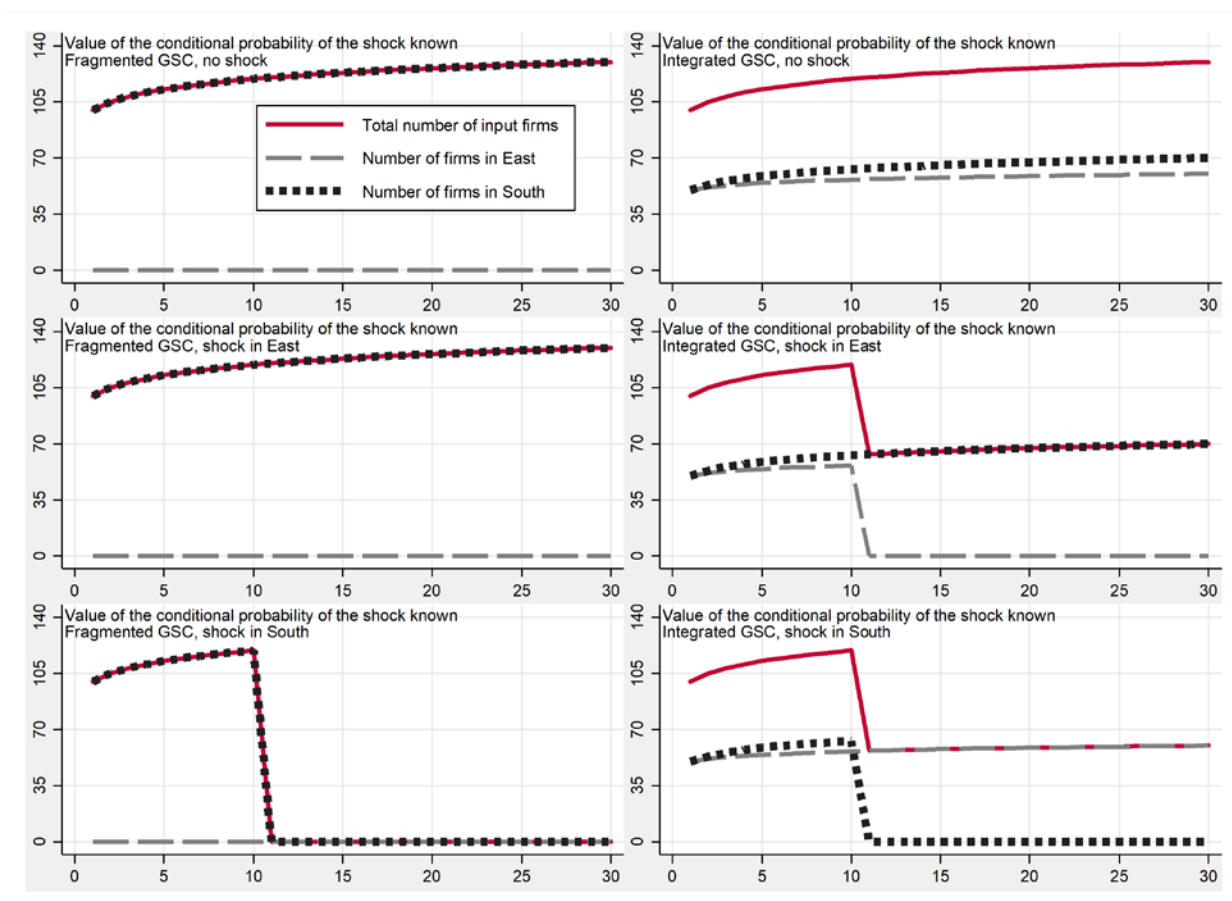 Value of the conditional probability of the shock known
Fragmented GSC, no shock
140
105
70
35
0
Total number of input firms
Number of firms in East
Number of firms in South
0 5 10 15 20 25 30
Value of the conditional probability of the shock known
Integrated GSC, no shock
140
105
70
35
0
0 5 10 15 20 25 30
Value of the conditional probability of the shock known
Fragmented GSC, shock in East
140
105
70
35
0
0 5 10 15 20 25 30
Value of the conditional probability of the shock known
Integrated GSC, shock in East
140
105
70
35
0
0 5 10 15 20 25 30
Value of the conditional probability of the shock known
Fragmented GSC, shock in South
140
105
70
35
0
0 5 10 15 20 25 30
Value of the conditional probability of the shock known
Integrated GSC, shock in South
140
105
70
35
0
0 5 10 15 20 25 30